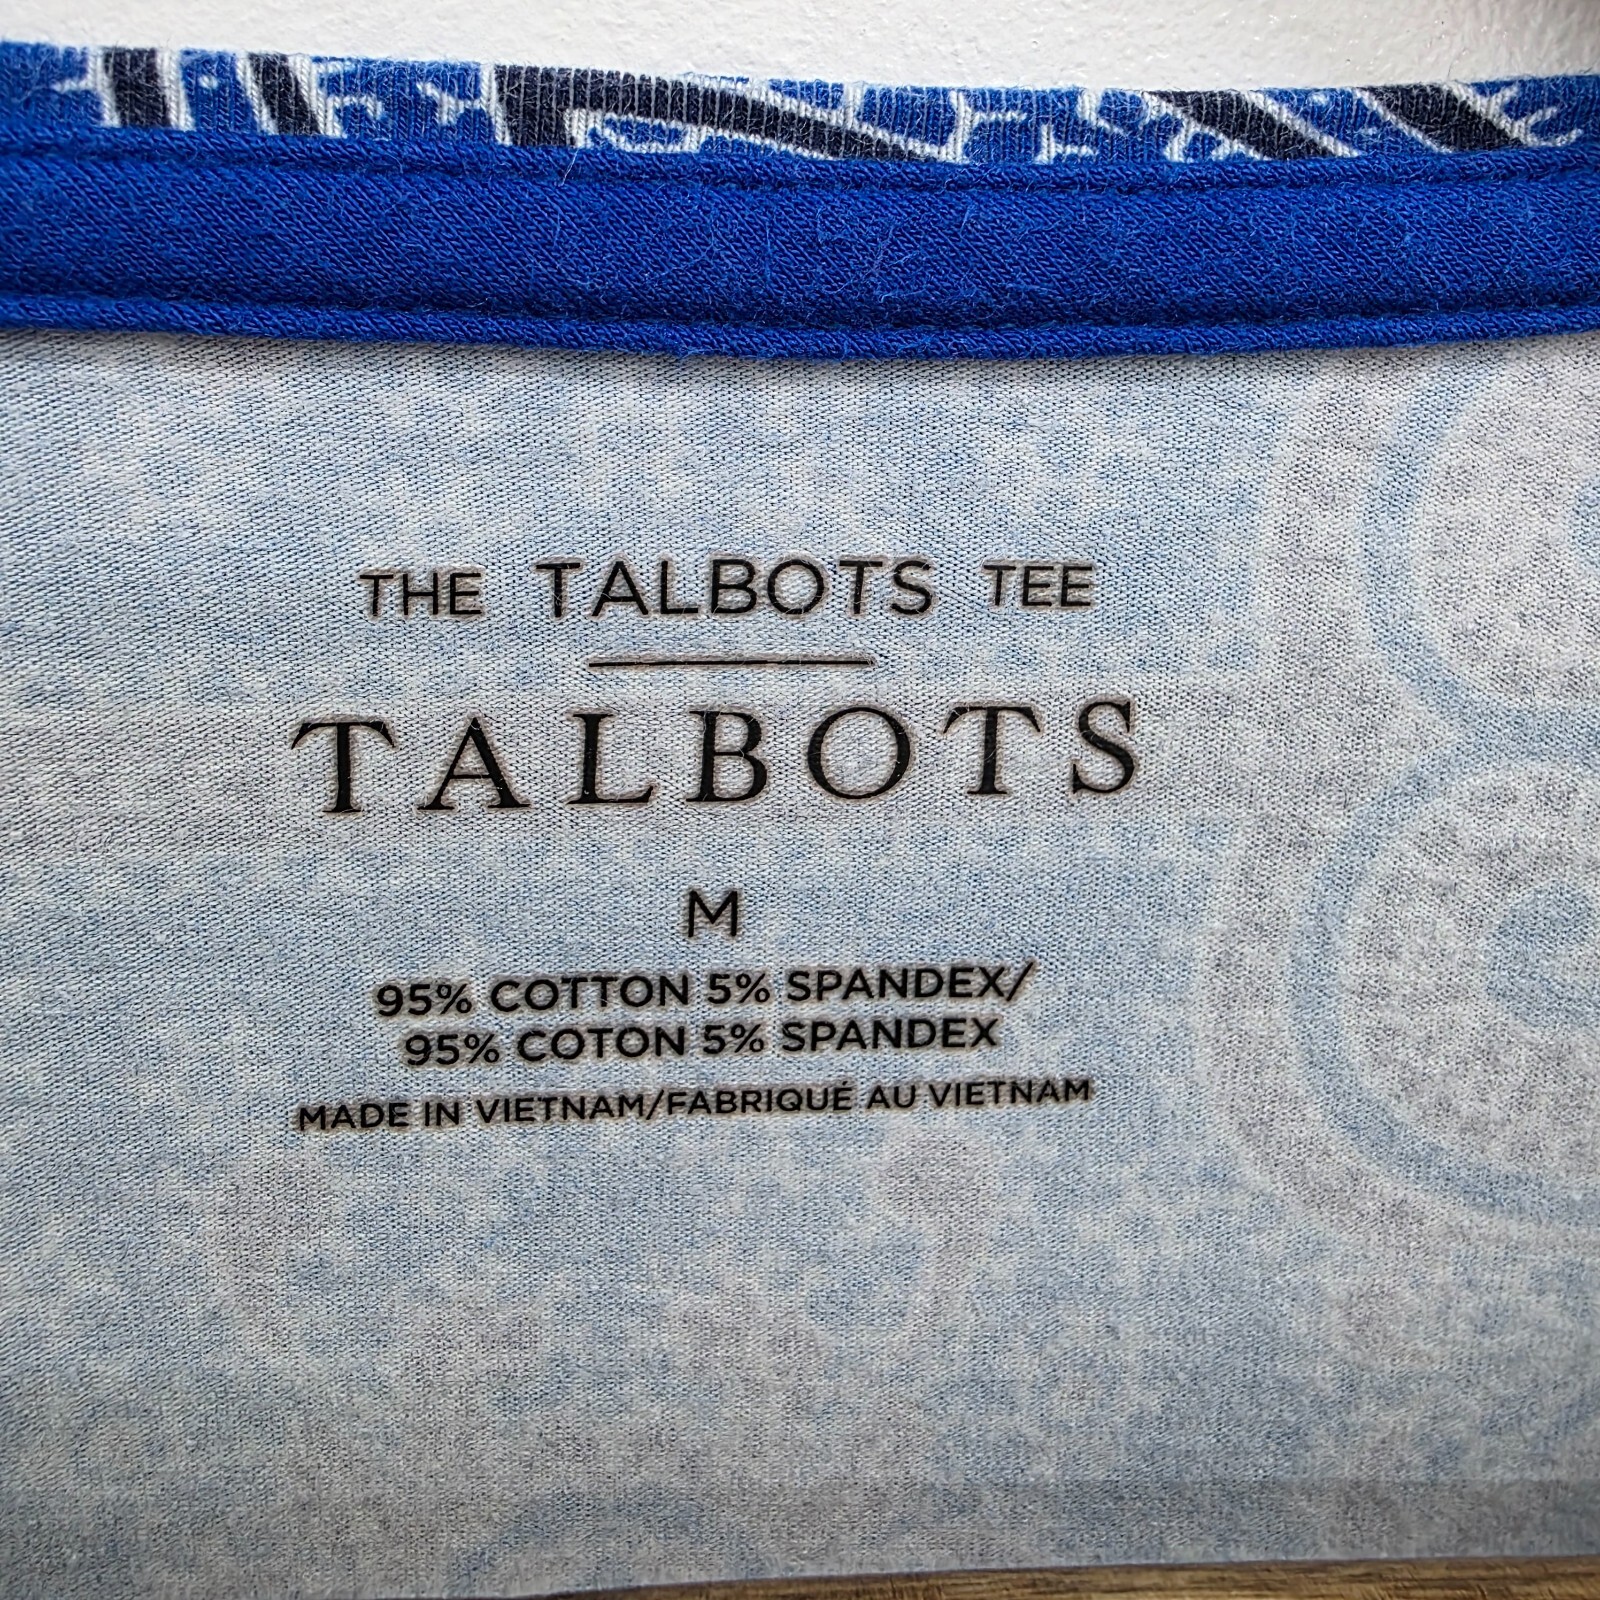 THE TALBOTS TEE
TALBOTS
M
95% COTTON 5% SPANDEX/
95% COTON 5% SPANDEX
MADE IN VIETNAM/FABRIQUÉ AU VIETNAM